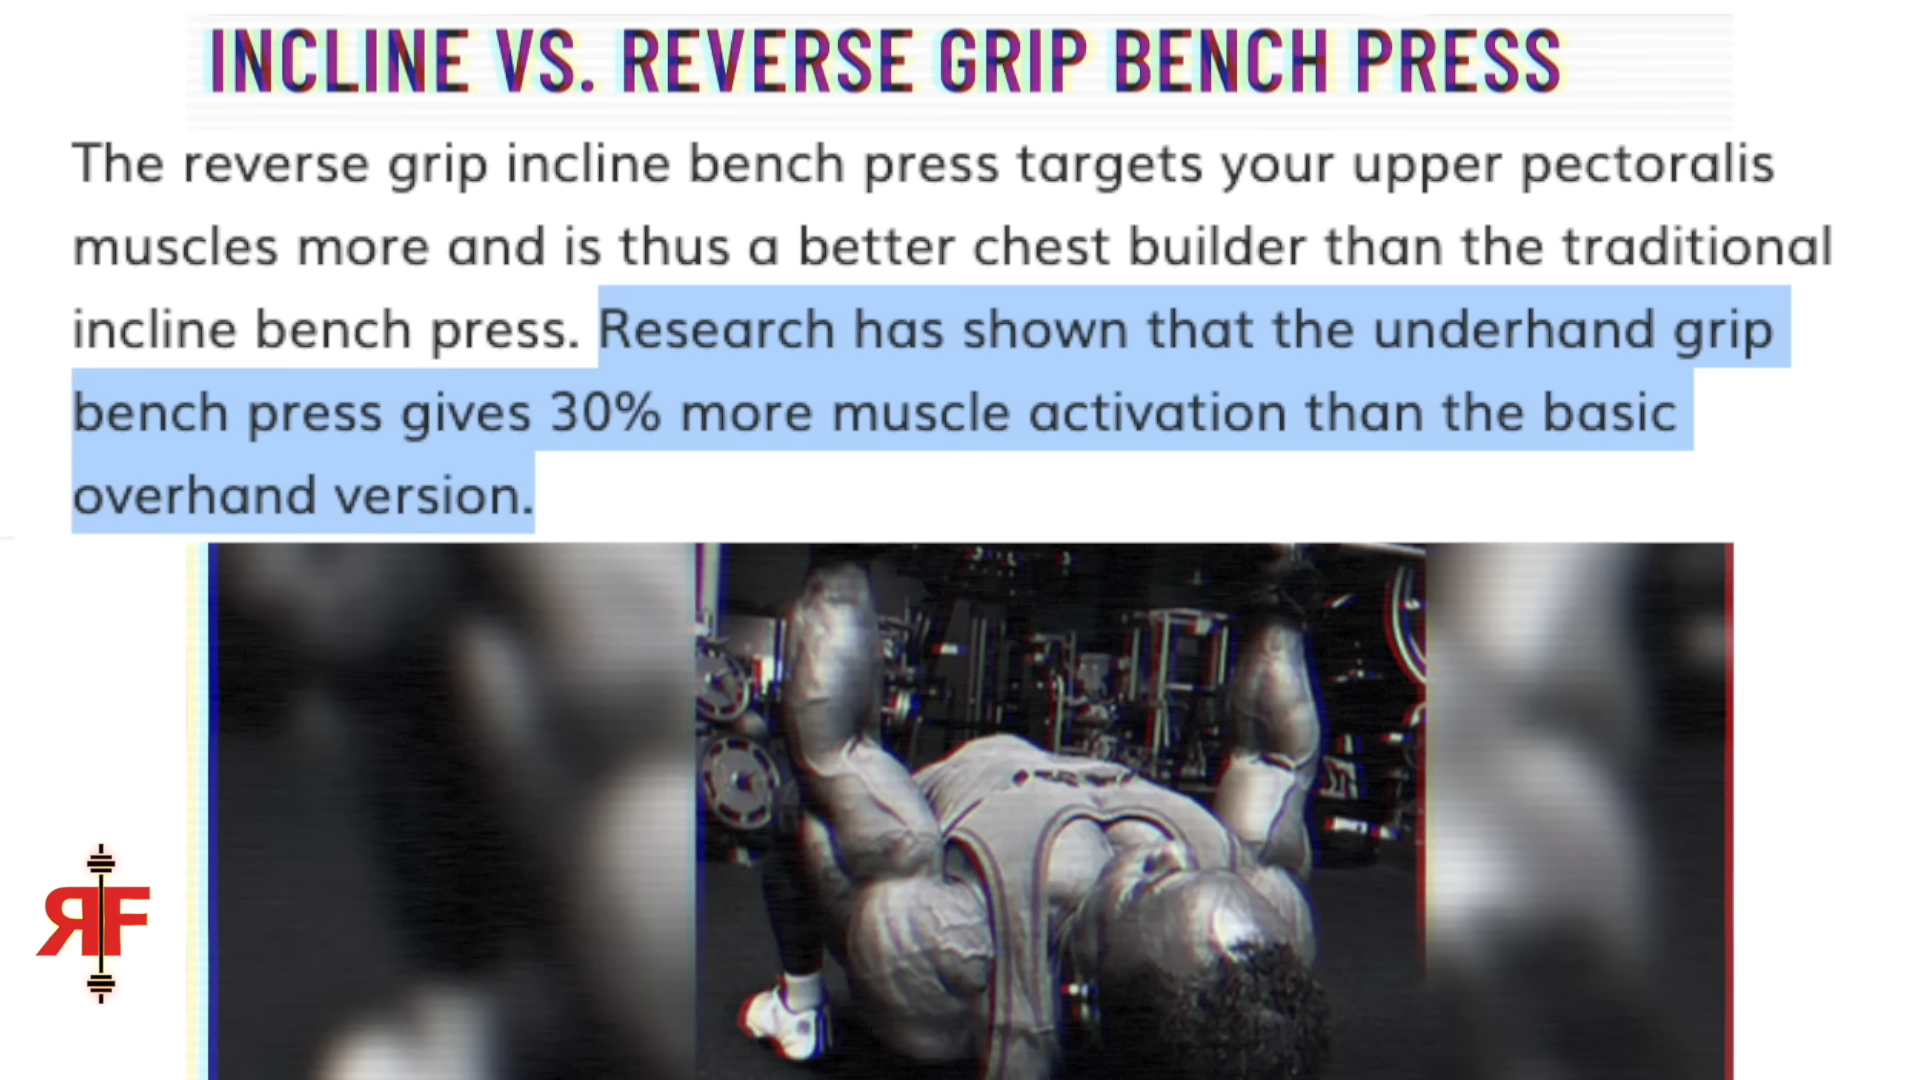 INCLINE VS. REVERSE GRIP BENCH PRESS
The reverse grip incline bench press targets your upper pectoralis
muscles more and is thus a better chest builder than the traditional
incline bench press. Research has shown that the underhand grip
bench press gives 30% more muscle activation than the basic
overhand version.
RF